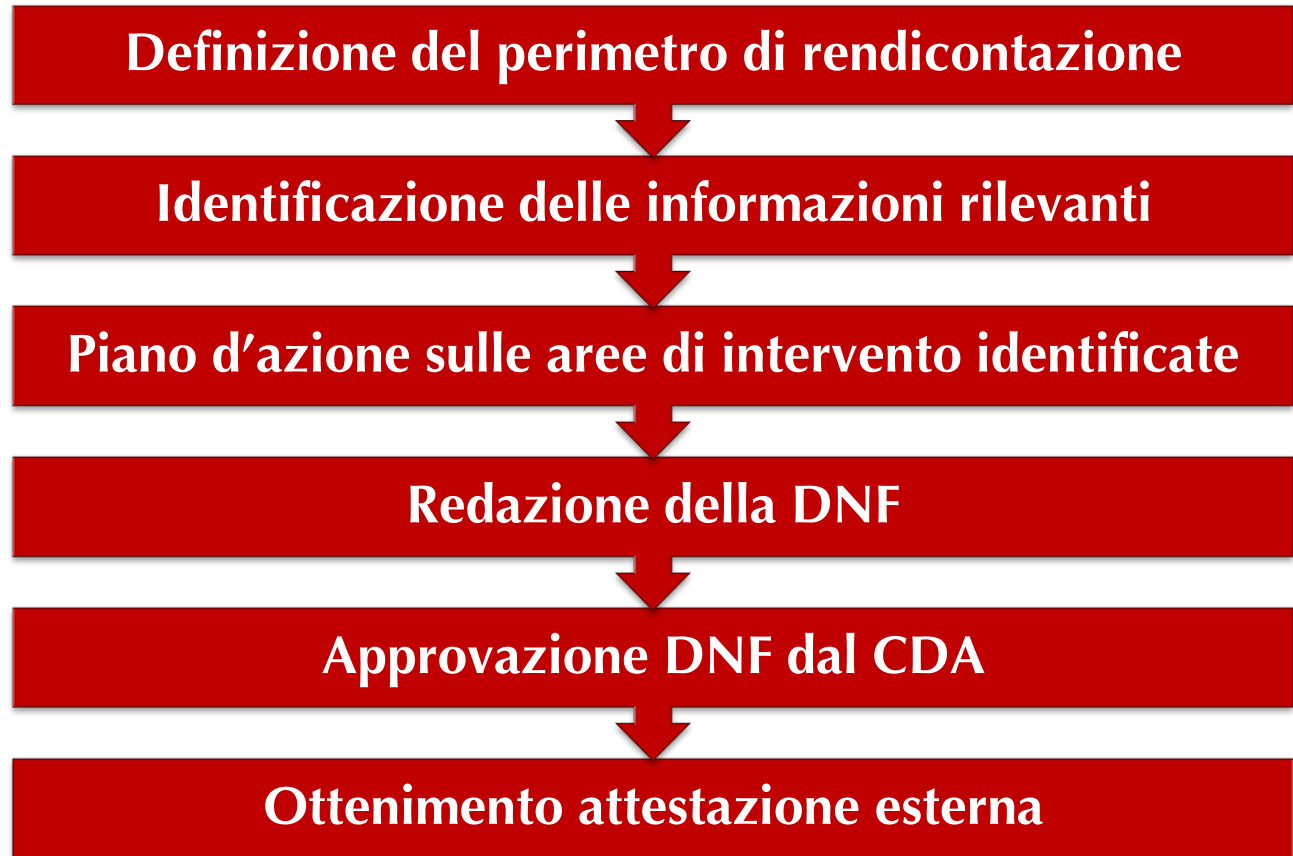 Definizione del perimetro di rendicontazione
Identificazione delle informazioni rilevanti
Piano d’azione sulle aree di intervento identificate
Redazione della DNF
Approvazione DNF dal CDA
Ottenimento attestazione esterna